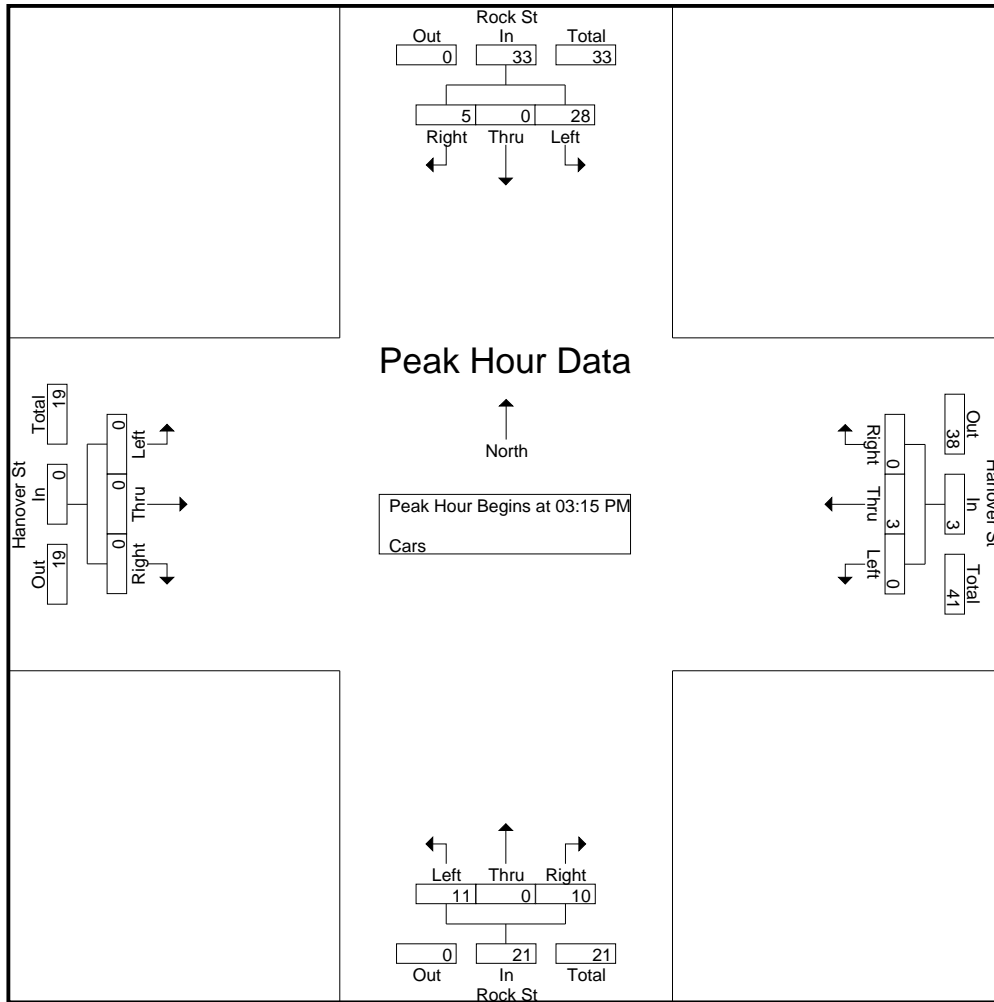 Rock St
Out In Total
0 33 33
5 0 28
Right Thru Left
Peak Hour Data
North
Peak Hour Begins at 03:15 PM
Cars
Hanover St
Total In Out
19 0 19
0 0 0
Left Thru Right
Hanover St
Out In Total
38 3 41
0 3 0
Right Thru Left
Left Thru Right
11 0 10
0 21 21
Out In Total
Rock St